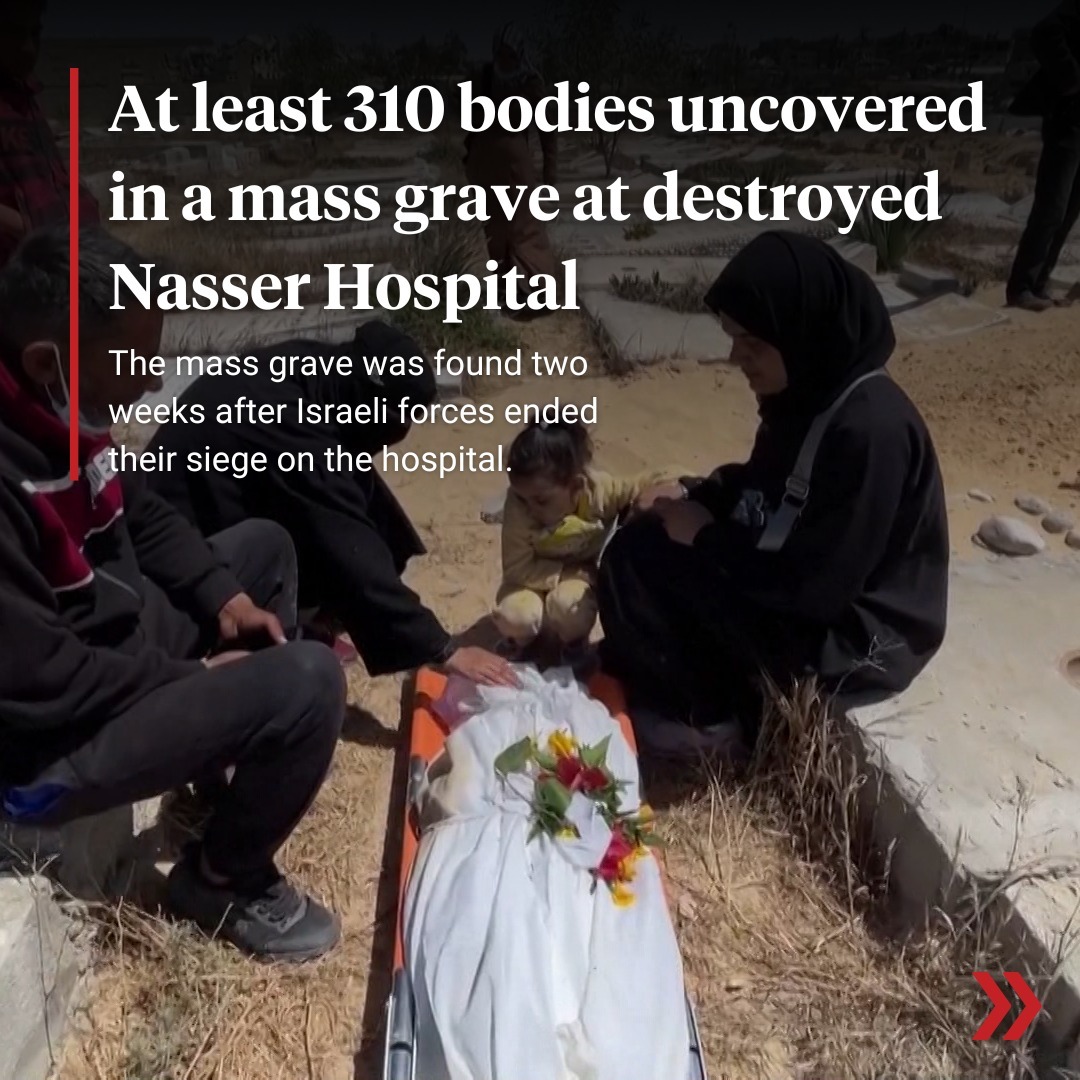 At least 310 bodies uncovered
in a mass grave at destroyed
Nasser Hospital
The mass grave was found two
weeks after Israeli forces ended
their siege on the hospital.